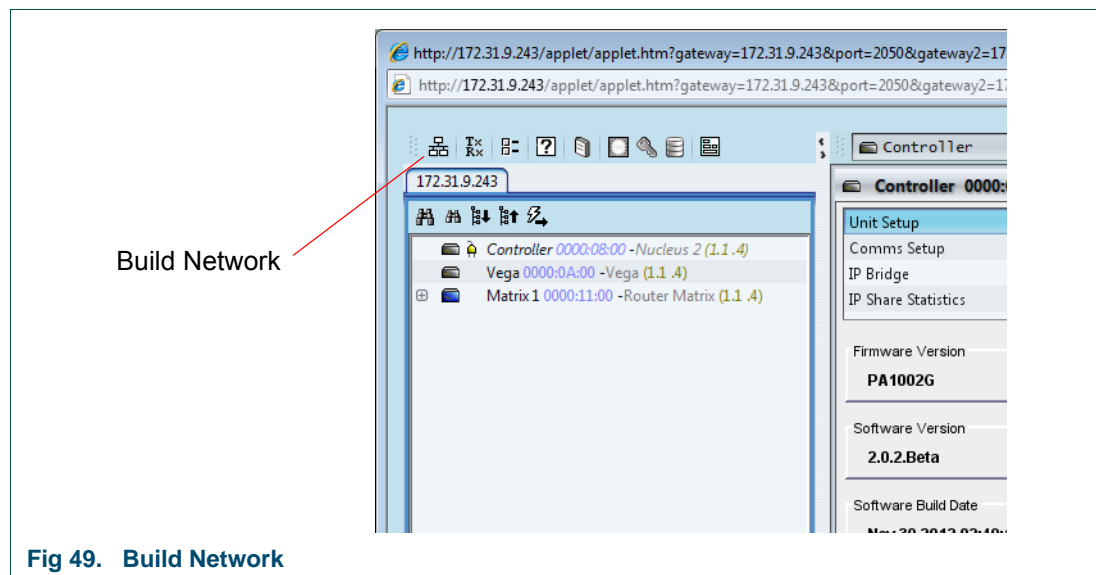 http://172.31.9.243/applet/applet.htm?gateway=172.31.9.243&port=2050&gateway2=17
http://172.31.9.243/applet/applet.htm?gateway=172.31.9.243&port=2050&gateway2=17
Tx
Rx
?
Controller
172.31.9.243
Controller 0000:
Unit Setup
Comms Setup
IP Bridge
IP Share Statistics
Controller 0000:08:00 -Nucleus 2 (1.1 .4)
Vega 0000:0A:00 -Vega (1.1 .4)
Matrix 1 0000:11:00 -Router Matrix (1.1 .4)
Build Network
Firmware Version
PA1002G
Software Version
2.0.2.Beta
Software Build Date
Fig 49. Build Network